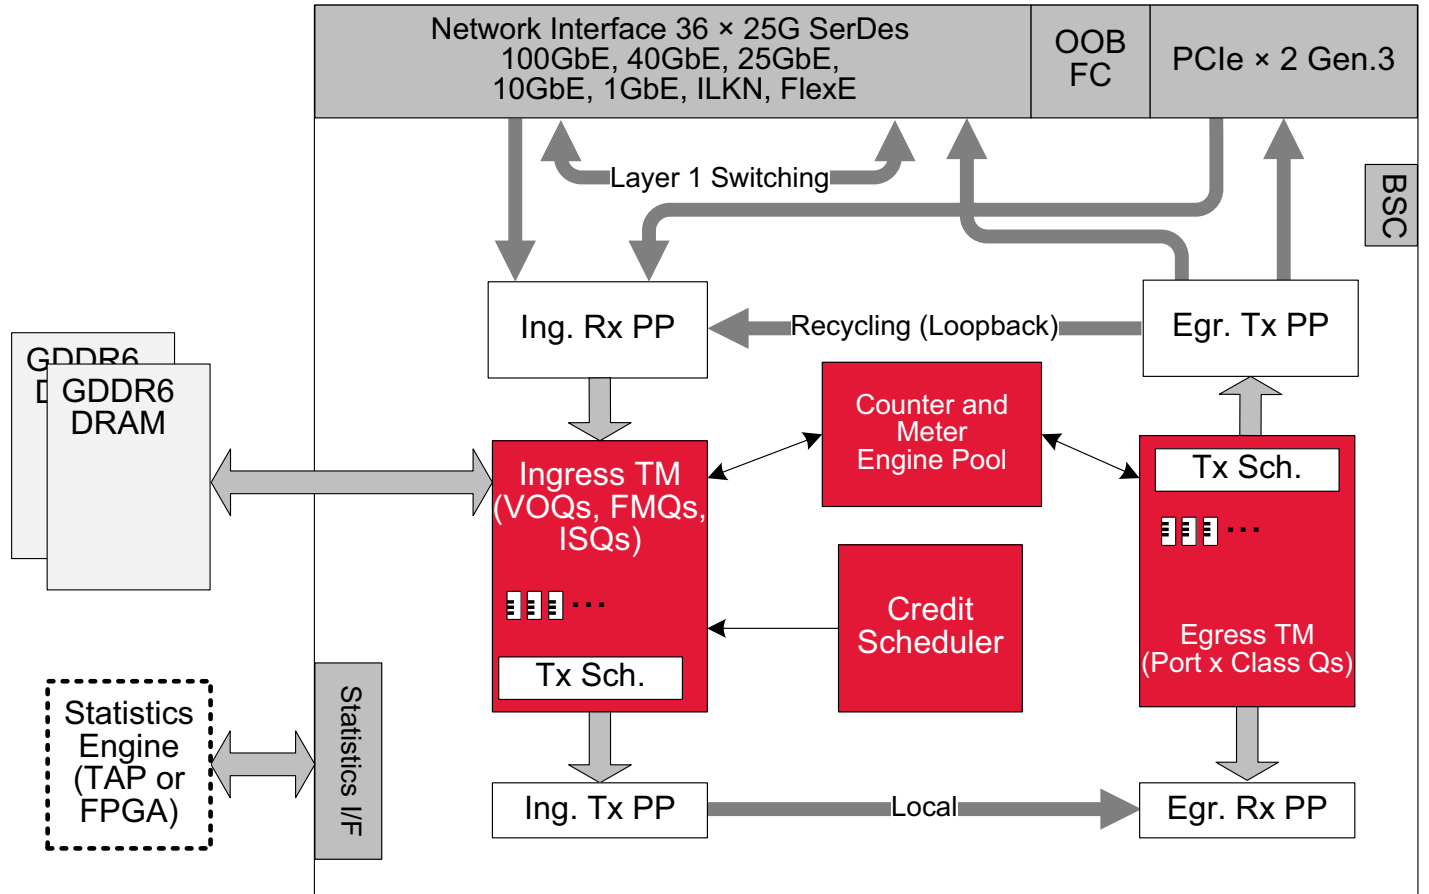 Network Interface 36 × 25G SerDes
100GbE, 40GbE, 25GbE,
10GbE, 1GbE, ILKN, FlexE
OOB
FC
PCIe × 2 Gen.3
Layer 1 Switching
BSC
Ing. Rx PP
Recycling (Loopback)
Egr. Tx PP
GDDR6
D
GDDR6
DRAM
Counter and
Meter
Engine Pool
Ingress TM
(VOQs, FMQs,
ISQs)
...
Tx Sch.
Tx Sch.
...
Egress TM
(Port x Class Qs)
Credit
Scheduler
Statistics
Engine
(TAP or
FPGA)
Statistics I/F
Ing. Tx PP
Local
Egr. Rx PP